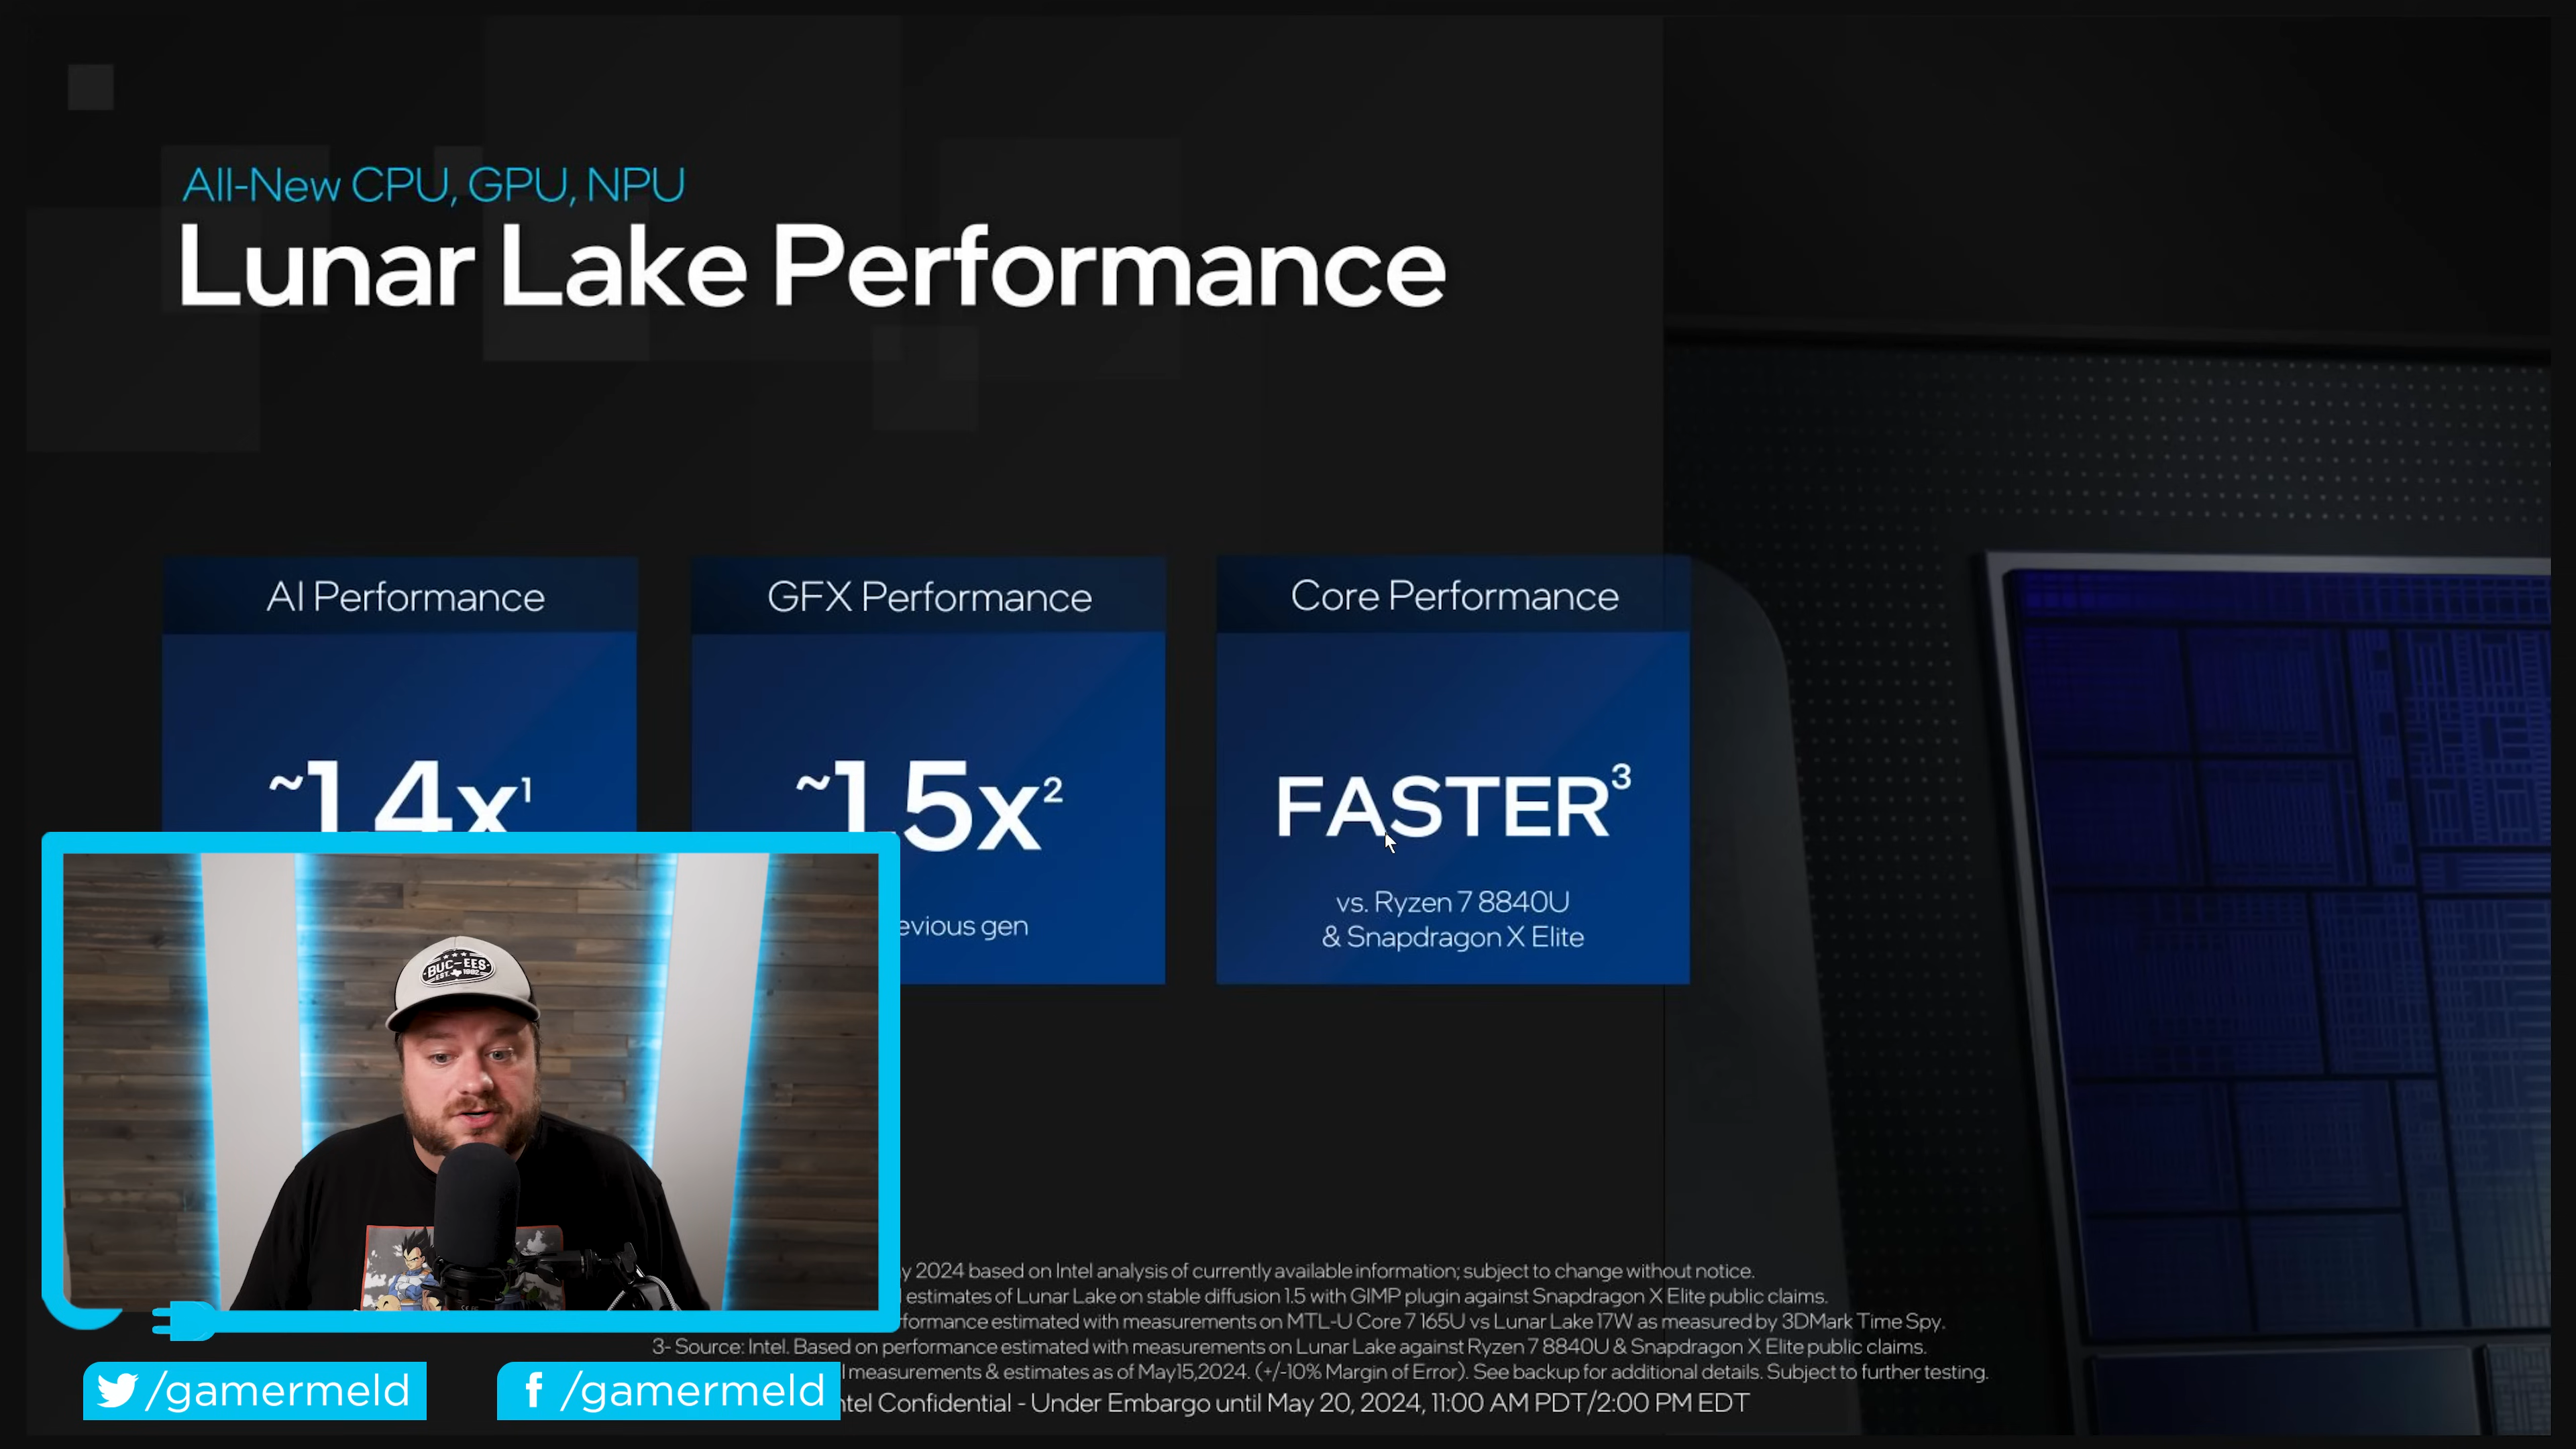 All-New CPU, GPU, NPU
Lunar Lake Performance
AI Performance
~1.4x¹
GFX Performance
~1.5x²
evious gen
Core Performance
FASTER³
vs. Ryzen 7 8840U
& Snapdragon X Elite
BUC-EES
y 2024 based on Intel analysis of currently available information; subject to change without notice.
estimates of Lunar Lake on stable diffusion 1.5 with GIMP plugin against Snapdragon X Elite public claims.
formance estimated with measurements on MTL-U Core 7 165U vs Lunar Lake 17W as measured by 3DMark Time Spy.
3- Source: Intel. Based on performance estimated with measurements on Lunar Lake against Ryzen 7 8840U & Snapdragon X Elite public claims.
l measurements & estimates as of May15,2024. (+/-10% Margin of Error). See backup for additional details. Subject to further testing.
ntel Confidential - Under Embargo until May 20, 2024, 11:00 AM PDT/2:00 PM EDT
/gamermeld
/gamermeld